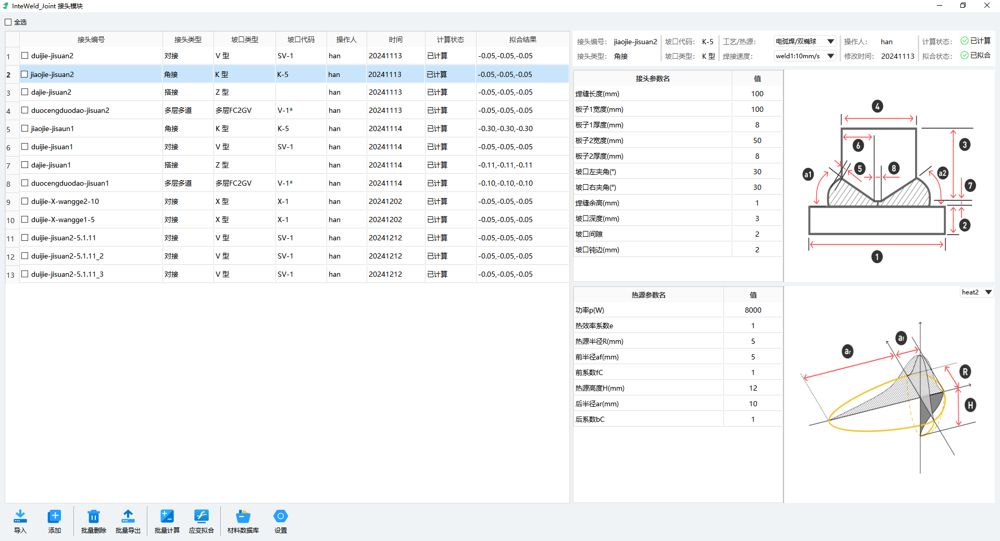 InteWeld_Joint 接头模块
全选
接头编号 接头类型 坡口类型 坡口代码 操作人 时间 计算状态 拟合结果
1 duijie-jisuan2 对接 V 型 SV-1 han 20241113 已计算 -0.05,-0.05,-0.05
2 jiaojie-jisuan2 角接 K 型 K-5 han 20241113 已计算 -0.05,-0.05,-0.05
3 dajie-jisuan2 搭接 Z 型 han 20241113 已计算 -0.05,-0.05,-0.05
4 duocengduodao-jisuan2 多层多道 多层FC2GV V-1* han 20241113 已计算 -0.05,-0.05,-0.05
5 jiaojie-jisaun1 角接 K 型 K-5 han 20241114 已计算 -0.30,-0.30,-0.30
6 duijie-jisuan1 对接 V 型 SV-1 han 20241114 已计算 -0.05,-0.05,-0.05
7 dajie-jisuan1 搭接 Z 型 han 20241114 已计算 -0.11,-0.11,-0.11
8 duocengduodao-jisuan1 多层多道 多层FC2GV V-1* han 20241114 已计算 -0.10,-0.10,-0.10
9 duijie-X-wangge2-10 对接 X 型 X-1 han 20241202 已计算 -0.05,-0.05,-0.05
10 duijie-X-wangge1-5 对接 X 型 X-1 han 20241202 已计算 -0.05,-0.05,-0.05
11 duijie-jisuan2-5.1.11 对接 V 型 SV-1 han 20241212 已计算 -0.05,-0.05,-0.05
12 duijie-jisuan2-5.1.11_2 对接 V 型 SV-1 han 20241212 已计算 -0.05,-0.05,-0.05
13 duijie-jisuan2-5.1.11_3 对接 V 型 SV-1 han 20241212 已计算 -0.05,-0.05,-0.05
接头编号: jiaojie-jisuan2 坡口代码: K-5 工艺/热源: 电弧焊/双椭球 操作人: han 计算状态: 已计算
接头类型: 角接 坡口类型: K 型 焊接速度: weld1:10mm/s 修改时间: 20241113 拟合状态: 已拟合
接头参数名 值
焊缝长度(mm) 100
板子1宽度(mm) 100
板子1厚度(mm) 8
板子2宽度(mm) 50
板子2厚度(mm) 8
坡口左夹角(°) 30
坡口右夹角(°) 30
焊缝余高(mm) 1
坡口深度(mm) 3
坡口间隙 2
坡口钝边(mm) 2
4
6
3
5
8
a1
a2
7
2
1
热源参数名 值
功率p(W) 8000
热效率系数e 1
热源半径R(mm) 5
前半径af(mm) 5
前系数fC 1
热源高度H(mm) 12
后半径ar(mm) 10
后系数bC 1
heat2
af
ar
R
H
导入 添加 批量删除 批量导出 批量计算 应变拟合 材料数据库 设置